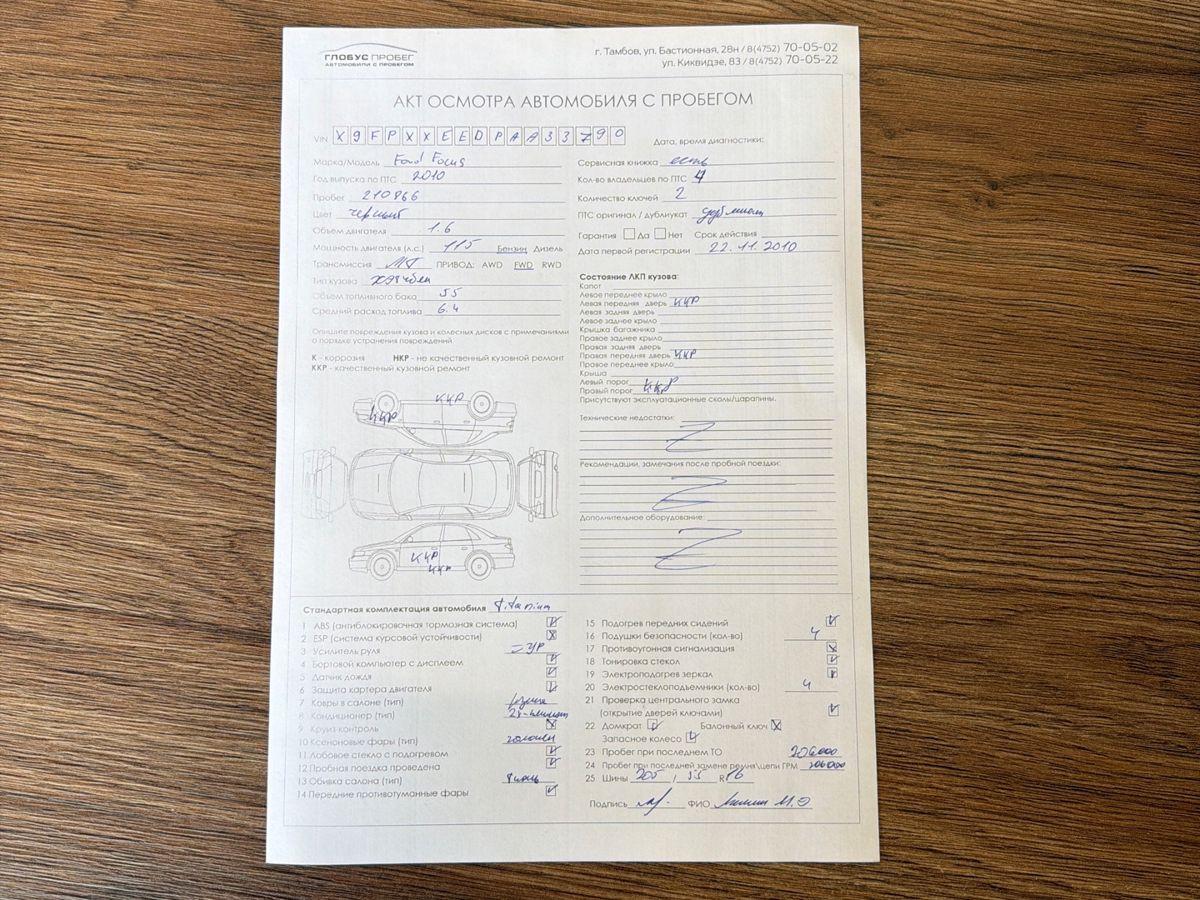 ГЛОБУС ПРОБЕГ
АВТОМОБИЛИ С ПРОБЕГОМ
г. Тамбов, ул. Бастионная, 28н / 8(4752) 70-05-02
ул. Киквидзе, 83 / 8(4752) 70-05-22
АКТ ОСМОТРА АВТОМОБИЛЯ С ПРОБЕГОМ
VIN X9FPXXEEDPAA33790
Дата, время диагностики:
Марка/Модель Ford Focus
Год выпуска по ПТС 2010
Пробег 210866
Цвет черный
Объем двигателя 1.6
Мощность двигателя (л.с.) 115 Бензин Дизель
Трансмиссия МТ ПРИВОД: AWD FWD RWD
Тип кузова хэтчбек
Объем топливного бака 55
Средний расход топлива 6.4
Сервисная книжка есть
Кол-во владельцев по ПТС 4
Количество ключей 2
ПТС оригинал / дубликат дубликат
Гарантия Да Нет Срок действия
Дата первой регистрации 22.11.2010
Опишите повреждения кузова и колесных дисков с примечаниями
о порядке устранения повреждений
К - коррозия НКР - не качественный кузовной ремонт
ККР - качественный кузовной ремонт
ККР
ККР
ККР
ККР
Состояние ЛКП кузова:
Капот
Левое переднее крыло
Левая передняя дверь ККР
Левая задняя дверь
Левое заднее крыло
Крышка багажника
Правое заднее крыло
Правая задняя дверь
Правая передняя дверь ККР
Правое переднее крыло
Крыша
Левый порог
Правый порог ККР
Присутствуют эксплуатационные сколы/царапины.
Технические недостатки:
Рекомендации, замечания после пробной поездки:
Дополнительное оборудование:
Стандартная комплектация автомобиля Titanium
1 ABS (антиблокировочная тормозная система)
2 ESP (система курсовой устойчивости)
3 Усилитель руля ЭУР
4 Бортовой компьютер с дисплеем
5 Датчик дождя
6 Защита картера двигателя
7 Ковры в салоне (тип)
8 Кондиционер (тип) 2х-климат
9 Круиз-контроль
10 Ксеноновые фары (тип) галоген
11 Лобовое стекло с подогревом
12 Пробная поездка проведена
13 Обивка салона (тип) ткань
14 Передние противотуманные фары
15 Подогрев передних сидений
16 Подушки безопасности (кол-во) 4
17 Противоугонная сигнализация
18 Тонировка стекол
19 Электроподогрев зеркал
20 Электростеклоподъемники (кол-во) 4
21 Проверка центрального замка
(открытие дверей ключами)
22 Домкрат Балонный ключ
Запасное колесо
23 Пробег при последнем ТО 206000
24 Пробег при последней замене ремня\цепи ГРМ 206000
25 Шины 205 / 55 R 16
Подпись ФИО